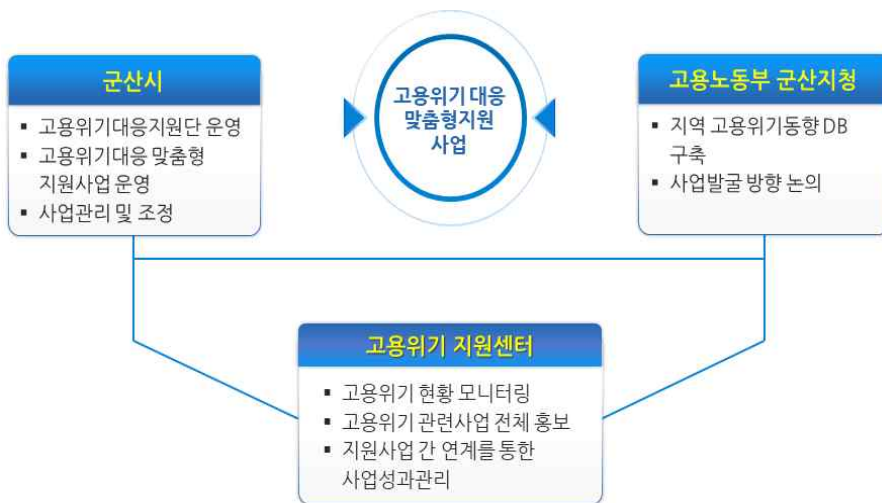 군산시
▪ 고용위기대응지원단 운영
▪ 고용위기대응 맞춤형
지원사업 운영
▪ 사업관리 및 조정
고용위기 대응
맞춤형지원
사업
고용노동부 군산지청
▪ 지역 고용위기동향 DB
구축
▪ 사업발굴 방향 논의
고용위기 지원센터
▪ 고용위기 현황 모니터링
▪ 고용위기 관련사업 전체 홍보
▪ 지원사업 간 연계를 통한
사업성과관리